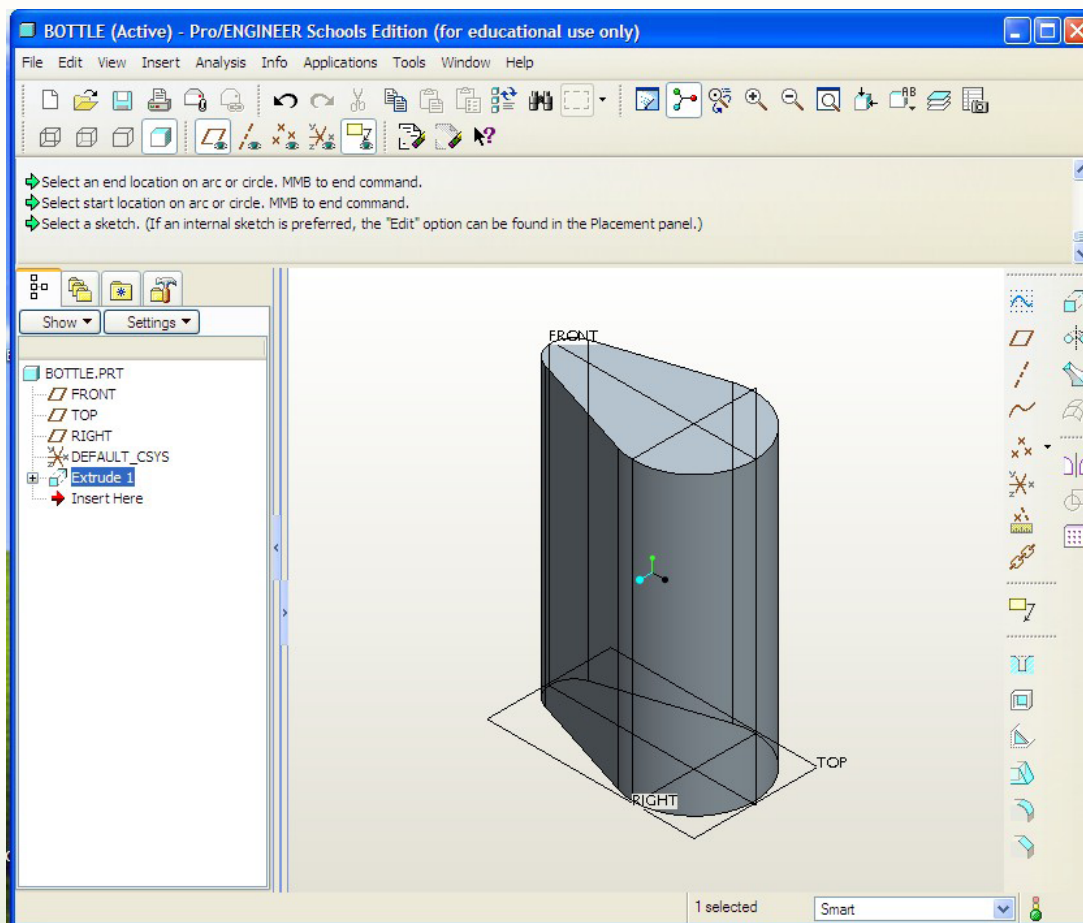 BOTTLE (Active) - Pro/ENGINEER Schools Edition (for educational use only)
File Edit View Insert Analysis Info Applications Tools Window Help
Select an end location on arc or circle. MMB to end command.
Select start location on arc or circle. MMB to end command.
Select a sketch. (If an internal sketch is preferred, the "Edit" option can be found in the Placement panel.)
Show Settings
BOTTLE.PRT
FRONT
TOP
RIGHT
DEFAULT_CSYS
Extrude 1
Insert Here
FRONT
TOP
RIGHT
1 selected Smart